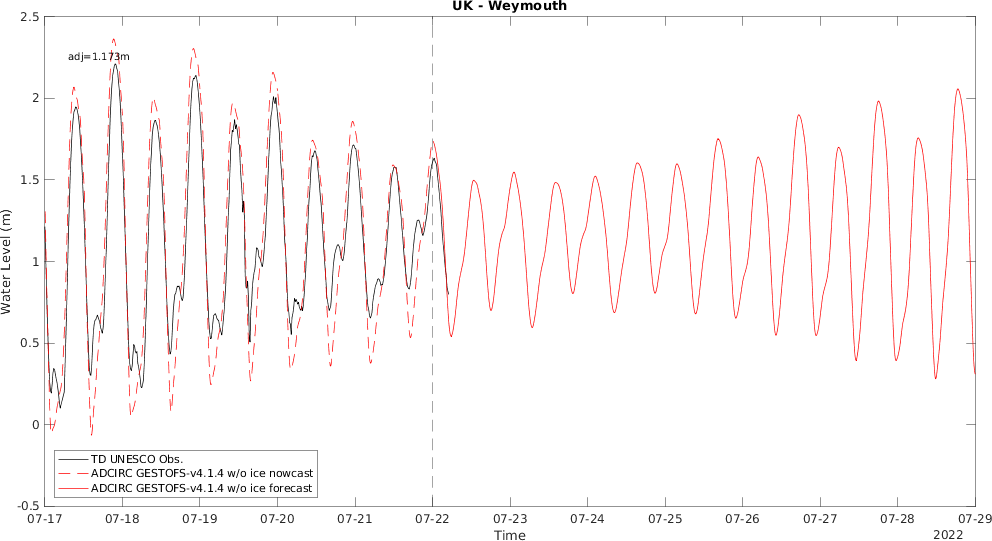 UK - Weymouth
adj=1.173m
Water Level (m)
2.5
2
1.5
1
0.5
0
-0.5
TD UNESCO Obs.
ADCIRC GESTOFS-v4.1.4 w/o ice nowcast
ADCIRC GESTOFS-v4.1.4 w/o ice forecast
07-17 07-18 07-19 07-20 07-21 07-22 07-23 07-24 07-25 07-26 07-27 07-28 07-29
Time
2022